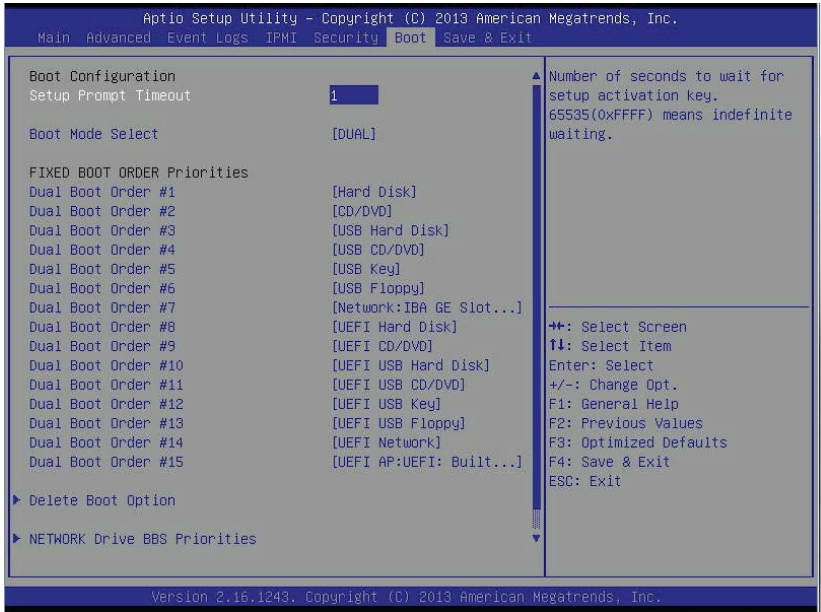 Aptio Setup Utility – Copyright (C) 2013 American Megatrends, Inc.
Main Advanced Event Logs IPMI Security Boot Save & Exit
Boot Configuration
Setup Prompt Timeout 1
Boot Mode Select [DUAL]
FIXED BOOT ORDER Priorities
Dual Boot Order #1 [Hard Disk]
Dual Boot Order #2 [CD/DVD]
Dual Boot Order #3 [USB Hard Disk]
Dual Boot Order #4 [USB CD/DVD]
Dual Boot Order #5 [USB Key]
Dual Boot Order #6 [USB Floppy]
Dual Boot Order #7 [Network:IBA GE Slot...]
Dual Boot Order #8 [UEFI Hard Disk]
Dual Boot Order #9 [UEFI CD/DVD]
Dual Boot Order #10 [UEFI USB Hard Disk]
Dual Boot Order #11 [UEFI USB CD/DVD]
Dual Boot Order #12 [UEFI USB Key]
Dual Boot Order #13 [UEFI USB Floppy]
Dual Boot Order #14 [UEFI Network]
Dual Boot Order #15 [UEFI AP:UEFI: Built...]
Delete Boot Option
NETWORK Drive BBS Priorities
Number of seconds to wait for
setup activation key.
65535(0xFFFF) means indefinite
waiting.
→←: Select Screen
↑↓: Select Item
Enter: Select
+/-: Change Opt.
F1: General Help
F2: Previous Values
F3: Optimized Defaults
F4: Save & Exit
ESC: Exit
Version 2.16.1243. Copyright (C) 2013 American Megatrends, Inc.